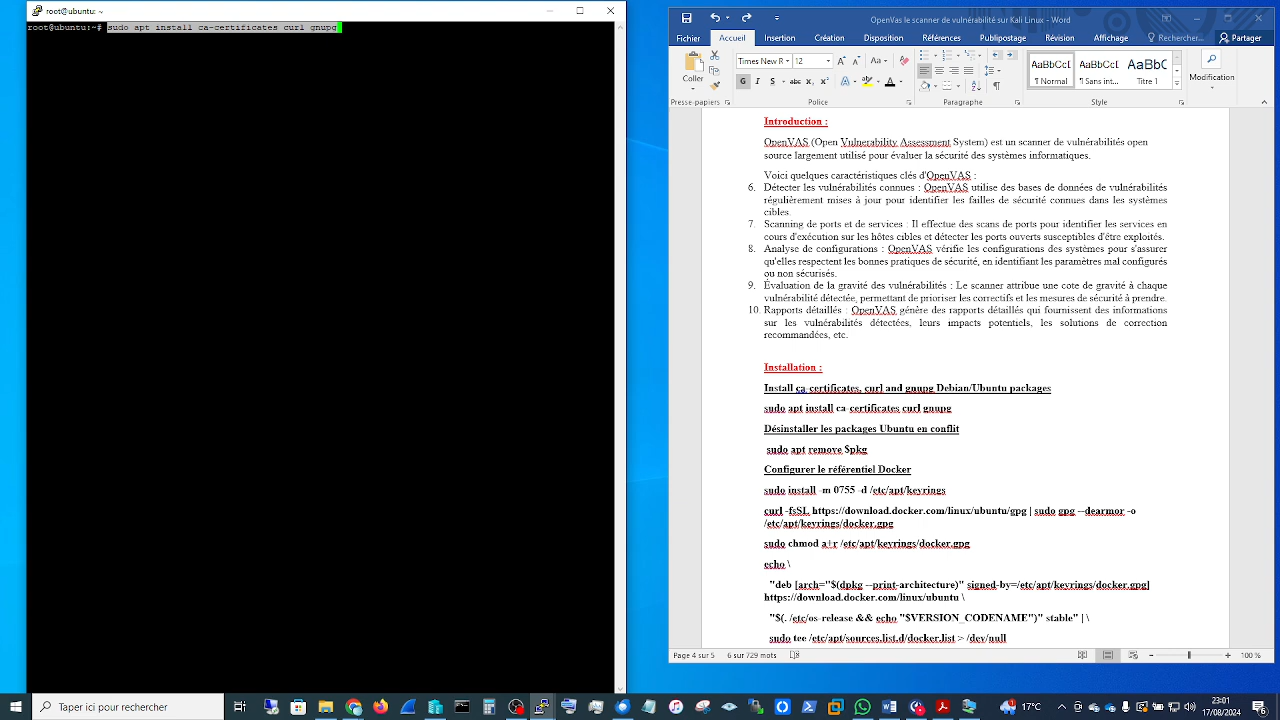 root@ubuntu: ~
root@ubuntu:~# sudo apt install ca-certificates curl gnupg
OpenVas le scanner de vulnérabilité sur Kali Linux - Word
Fichier Accueil Insertion Disposition Références Publipostage Révision Affichage Rechercher... Partager
Coller
Times New R 12
Aa
G I S abc x₂ x²
AaBbCcL AaBbCcL AaBbC
¶ Normal ¶ Sans int... Titre 1
Modification
Presse-papiers Police Paragraphe Style
Introduction :
OpenVAS (Open Vulnerability Assessment System) est un scanner de vulnérabilités open
source largement utilisé pour évaluer la sécurité des systèmes informatiques.
Voici quelques caractéristiques clés d'OpenVAS :
6. Détecter les vulnérabilités connues : OpenVAS utilise des bases de données de vulnérabilités
régulièrement mises à jour pour identifier les failles de sécurité connues dans les systèmes
cibles.
7. Scanning de ports et de services : Il effectue des scans de ports pour identifier les services en
cours d'exécution sur les hôtes cibles et détecter les ports ouverts susceptibles d'être exploités.
8. Analyse de configurations : OpenVAS vérifie les configurations des systèmes pour s'assurer
qu'elles respectent les bonnes pratiques de sécurité, en identifiant les paramètres mal configurés
ou non sécurisés.
9. Évaluation de la gravité des vulnérabilités : Le scanner attribue une cote de gravité à chaque
vulnérabilité détectée, permettant de prioriser les correctifs et les mesures de sécurité à prendre.
10. Rapports détaillés : OpenVAS génère des rapports détaillés qui fournissent des informations
sur les vulnérabilités détectées, leurs impacts potentiels, les solutions de correction
recommandées, etc.
Installation :
Install ca-certificates, curl and gnupg Debian/Ubuntu packages
sudo apt install ca-certificates curl gnupg
Désinstaller les packages Ubuntu en conflit
sudo apt remove $pkg
Configurer le référentiel Docker
sudo install -m 0755 -d /etc/apt/keyrings
curl -fsSL https://download.docker.com/linux/ubuntu/gpg | sudo gpg --dearmor -o
/etc/apt/keyrings/docker.gpg
sudo chmod a+r /etc/apt/keyrings/docker.gpg
echo \
"deb [arch="$(dpkg --print-architecture)" signed-by=/etc/apt/keyrings/docker.gpg]
https://download.docker.com/linux/ubuntu \
"$(. /etc/os-release && echo "$VERSION_CODENAME")" stable" | \
sudo tee /etc/apt/sources.list.d/docker.list > /dev/null
Page 4 sur 5 6 sur 729 mots 100 %
Taper ici pour rechercher
23:01
17/08/2024